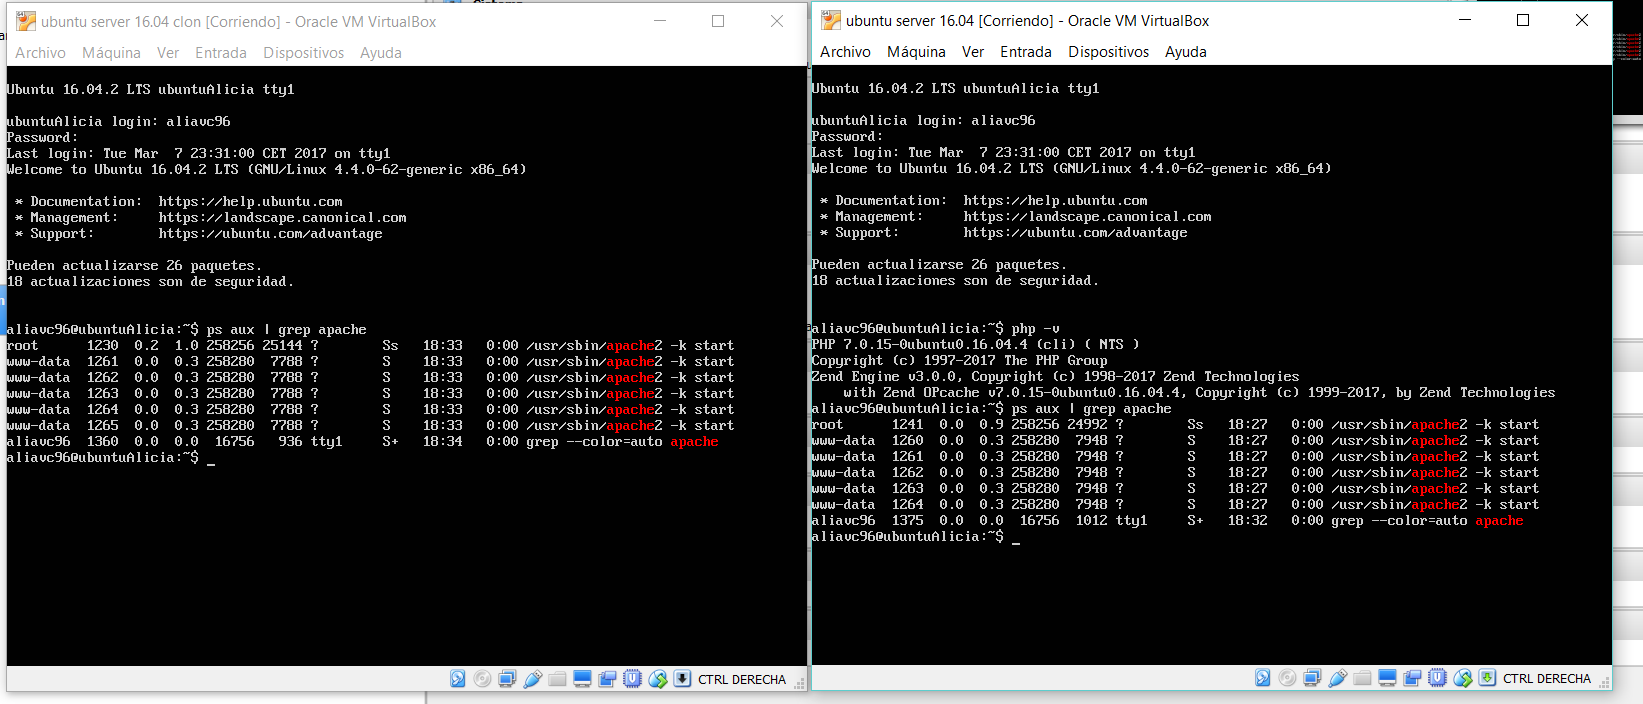 ubuntu server 16.04 clon [Corriendo] - Oracle VM VirtualBox
Archivo Máquina Ver Entrada Dispositivos Ayuda
Ubuntu 16.04.2 LTS ubuntuAlicia tty1
ubuntuAlicia login: aliavc96
Password:
Last login: Tue Mar  7 23:31:00 CET 2017 on tty1
Welcome to Ubuntu 16.04.2 LTS (GNU/Linux 4.4.0-62-generic x86_64)
* Documentation:  https://help.ubuntu.com
* Management:     https://landscape.canonical.com
* Support:        https://ubuntu.com/advantage
Pueden actualizarse 26 paquetes.
18 actualizaciones son de seguridad.
aliavc96@ubuntuAlicia:~$ ps aux | grep apache
root      1230  0.2  1.0 258256 25144 ?        Ss   18:33   0:00 /usr/sbin/apache2 -k start
www-data  1261  0.0  0.3 258280  7788 ?        S    18:33   0:00 /usr/sbin/apache2 -k start
www-data  1262  0.0  0.3 258280  7788 ?        S    18:33   0:00 /usr/sbin/apache2 -k start
www-data  1263  0.0  0.3 258280  7788 ?        S    18:33   0:00 /usr/sbin/apache2 -k start
www-data  1264  0.0  0.3 258280  7788 ?        S    18:33   0:00 /usr/sbin/apache2 -k start
www-data  1265  0.0  0.3 258280  7788 ?        S    18:33   0:00 /usr/sbin/apache2 -k start
aliavc96  1360  0.0  0.0  16756   936 tty1     S+   18:34   0:00 grep --color=auto apache
aliavc96@ubuntuAlicia:~$ _
CTRL DERECHA
ubuntu server 16.04 [Corriendo] - Oracle VM VirtualBox
Archivo Máquina Ver Entrada Dispositivos Ayuda
Ubuntu 16.04.2 LTS ubuntuAlicia tty1
ubuntuAlicia login: aliavc96
Password:
Last login: Tue Mar  7 23:31:00 CET 2017 on tty1
Welcome to Ubuntu 16.04.2 LTS (GNU/Linux 4.4.0-62-generic x86_64)
* Documentation:  https://help.ubuntu.com
* Management:     https://landscape.canonical.com
* Support:        https://ubuntu.com/advantage
Pueden actualizarse 26 paquetes.
18 actualizaciones son de seguridad.
aliavc96@ubuntuAlicia:~$ php -v
PHP 7.0.15-0ubuntu0.16.04.4 (cli) ( NTS )
Copyright (c) 1997-2017 The PHP Group
Zend Engine v3.0.0, Copyright (c) 1998-2017 Zend Technologies
with Zend OPcache v7.0.15-0ubuntu0.16.04.4, Copyright (c) 1999-2017, by Zend Technologies
aliavc96@ubuntuAlicia:~$ ps aux | grep apache
root      1241  0.0  0.9 258256 24992 ?        Ss   18:27   0:00 /usr/sbin/apache2 -k start
www-data  1260  0.0  0.3 258280  7948 ?        S    18:27   0:00 /usr/sbin/apache2 -k start
www-data  1261  0.0  0.3 258280  7948 ?        S    18:27   0:00 /usr/sbin/apache2 -k start
www-data  1262  0.0  0.3 258280  7948 ?        S    18:27   0:00 /usr/sbin/apache2 -k start
www-data  1263  0.0  0.3 258280  7948 ?        S    18:27   0:00 /usr/sbin/apache2 -k start
www-data  1264  0.0  0.3 258280  7948 ?        S    18:27   0:00 /usr/sbin/apache2 -k start
aliavc96  1375  0.0  0.0  16756  1012 tty1     S+   18:32   0:00 grep --color=auto apache
aliavc96@ubuntuAlicia:~$ _
CTRL DERECHA